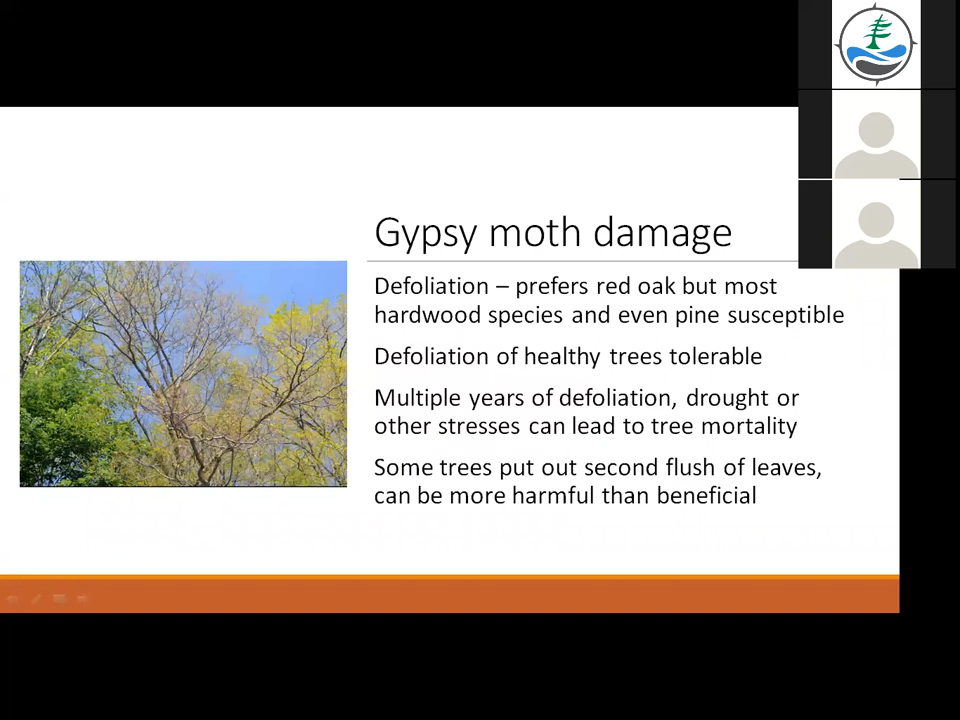 Gypsy moth damage
Defoliation – prefers red oak but most
hardwood species and even pine susceptible
Defoliation of healthy trees tolerable
Multiple years of defoliation, drought or
other stresses can lead to tree mortality
Some trees put out second flush of leaves,
can be more harmful than beneficial